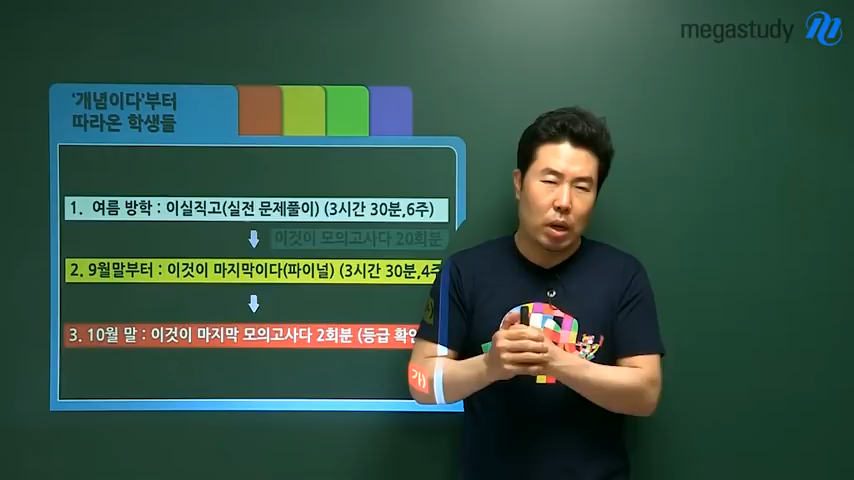 megastudy
'개념이다'부터
따라온 학생들
1. 여름 방학 : 이실직고(실전 문제풀이) (3시간 30분,6주)
이것이 모의고사다 20회분
2. 9월말부터 : 이것이 마지막이다(파이널) (3시간 30분,4주
3. 10월 말 : 이것이 마지막 모의고사다 2회분 (등급 확인
가)